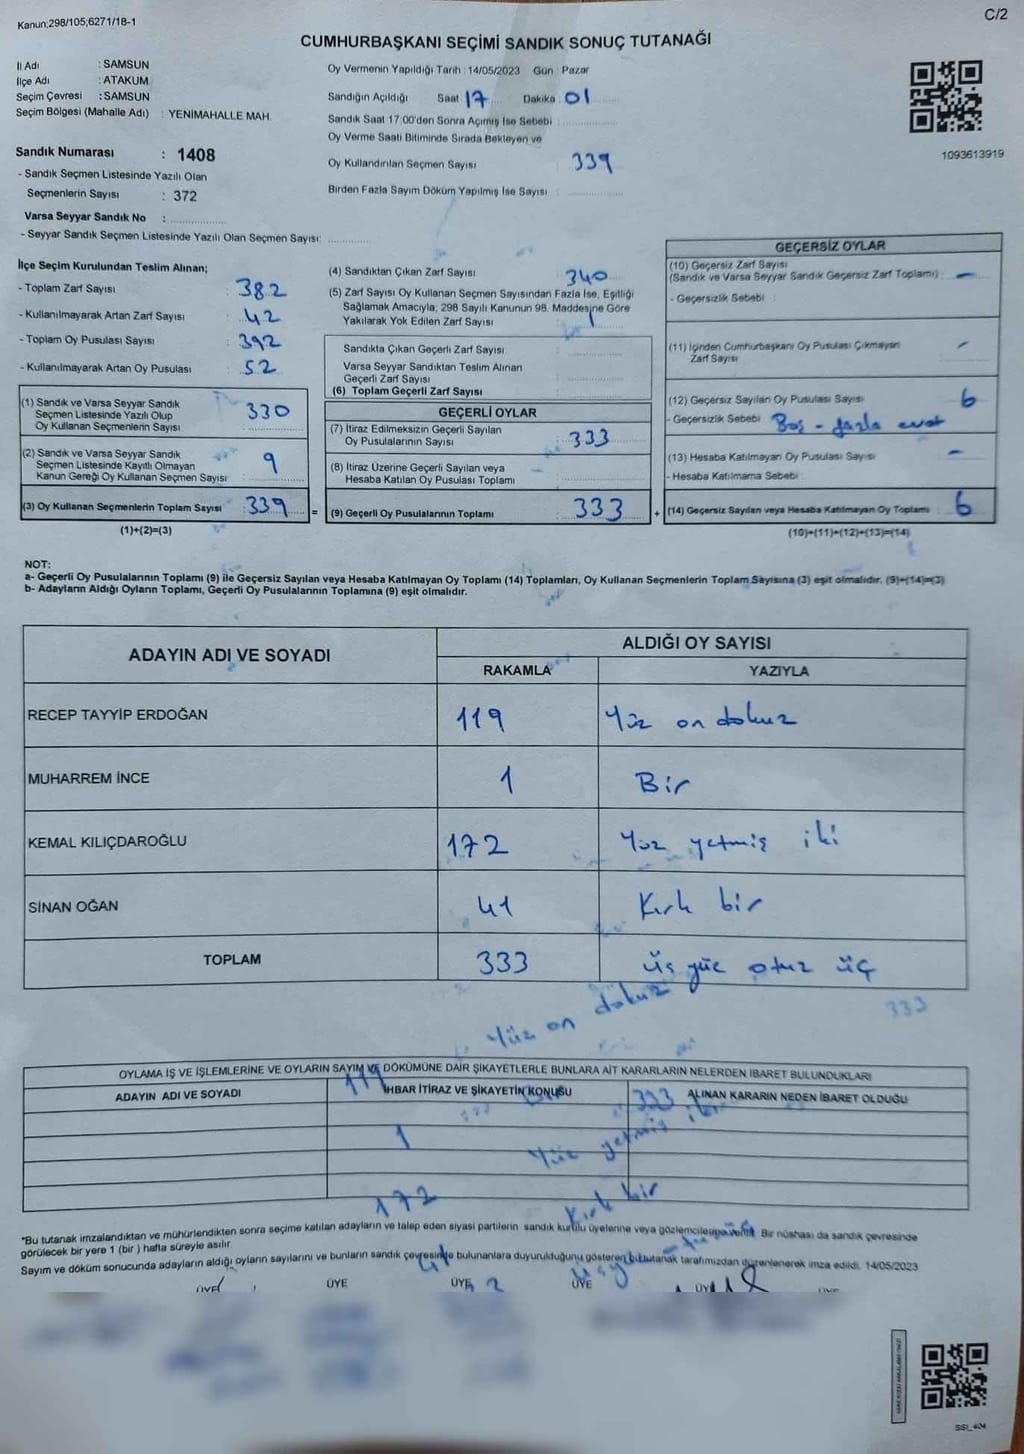 Kanun;298/105;6271/18-1
C/2
CUMHURBAŞKANI SEÇİMİ SANDIK SONUÇ TUTANAĞI
İl Adı : SAMSUN
İlçe Adı : ATAKUM
Seçim Çevresi : SAMSUN
Seçim Bölgesi (Mahalle Adı) : YENİMAHALLE MAH.
Sandık Numarası : 1408
- Sandık Seçmen Listesinde Yazılı Olan
Seçmenlerin Sayısı : 372
Varsa Seyyar Sandık No :
- Seyyar Sandık Seçmen Listesinde Yazılı Olan Seçmen Sayısı:
Oy Vermenin Yapıldığı Tarih : 14/05/2023 Gün : Pazar
Sandığın Açıldığı Saat 17 Dakika : 01
Sandık Saat 17:00'den Sonra Açımış İse Sebebi :
Oy Verme Saati Bitiminde Sırada Bekleyen ve
Oy Kullandırılan Seçmen Sayısı 339
Birden Fazla Sayım Döküm Yapılmış İse Sayısı :
1093613919
İlçe Seçim Kurulundan Teslim Alınan;
- Toplam Zarf Sayısı : 382
- Kullanılmayarak Artan Zarf Sayısı : 42
- Toplam Oy Pusulası Sayısı : 392
- Kullanılmayarak Artan Oy Pusulası : 52
(1) Sandık ve Varsa Seyyar Sandık
Seçmen Listesinde Yazılı Olup
Oy Kullanan Seçmenlerin Sayısı 330
(2) Sandık ve Varsa Seyyar Sandık
Seçmen Listesinde Kayıtlı Olmayan
Kanun Gereği Oy Kullanan Seçmen Sayısı 9
(3) Oy Kullanan Seçmenlerin Toplam Sayısı : 339 =
(1)+(2)=(3)
(4) Sandıktan Çıkan Zarf Sayısı 340
(5) Zarf Sayısı Oy Kullanan Seçmen Sayısından Fazla İse, Eşitliği
Sağlamak Amacıyla; 298 Sayılı Kanunun 98. Maddesine Göre
Yakılarak Yok Edilen Zarf Sayısı 1
Sandıkta Çıkan Geçerli Zarf Sayısı
Varsa Seyyar Sandıktan Teslim Alınan
Geçerli Zarf Sayısı
(6) Toplam Geçerli Zarf Sayısı
GEÇERLİ OYLAR
(7) İtiraz Edilmeksizin Geçerli Sayılan
Oy Pusulalarının Sayısı 333
(8) İtiraz Üzerine Geçerli Sayılan veya
Hesaba Katılan Oy Pusulası Toplamı -
(9) Geçerli Oy Pusulalarının Toplamı 333 +
GEÇERSİZ OYLAR
(10) Geçersiz Zarf Sayısı
(Sandık ve Varsa Seyyar Sandık Geçersiz Zarf Toplamı) -
- Geçersizlik Sebebi :
(11) İçinden Cumhurbaşkanı Oy Pusulası Çıkmayan -
Zarf Sayısı
(12) Geçersiz Sayılan Oy Pusulası Sayısı 6
- Geçersizlik Sebebi : Boş - fazla evet
(13) Hesaba Katılmayan Oy Pusulası Sayısı -
- Hesaba Katılmama Sebebi :
(14) Geçersiz Sayılan veya Hesaba Katılmayan Oy Toplamı : 6
(10)+(11)+(12)+(13)=(14)
NOT:
a- Geçerli Oy Pusulalarının Toplamı (9) ile Geçersiz Sayılan veya Hesaba Katılmayan Oy Toplamı (14) Toplamları, Oy Kullanan Seçmenlerin Toplam Sayısına (3) eşit olmalıdır. (9)+(14)=(3)
b- Adayların Aldığı Oyların Toplamı, Geçerli Oy Pusulalarının Toplamına (9) eşit olmalıdır.
ADAYIN ADI VE SOYADI
ALDIĞI OY SAYISI
RAKAMLA YAZIYLA
RECEP TAYYİP ERDOĞAN 119 Yüz on dokuz
MUHARREM İNCE 1 Bir
KEMAL KILIÇDAROĞLU 172 Yüz yetmiş iki
SİNAN OĞAN 41 Kırk bir
TOPLAM 333 üç yüz otuz üç
Yüz on dokuz
333
OYLAMA İŞ VE İŞLEMLERİNE VE OYLARIN SAYIM VE DÖKÜMÜNE DAİR ŞİKAYETLERLE BUNLARA AİT KARARLARIN NELERDEN İBARET BULUNDUKLARI
ADAYIN ADI VE SOYADI İHBAR İTİRAZ VE ŞİKAYETİN KONUSU ALINAN KARARIN NEDEN İBARET OLDUĞU
119
333
1
Yüz yetmiş iki
172
Kırk bir
*Bu tutanak imzalandıktan ve mühürlendikten sonra seçime katılan adayların ve talep eden siyasi partilerin sandık kurulu üyelerine veya gözlemcilerine verilir. Bir nüshası da sandık çevresinde
görülecek bir yere 1 (bir ) hafta süreyle asılır.
Sayım ve döküm sonucunda adayların aldığı oyların sayılarını ve bunların sandık çevresinde bulunanlara duyurulduğunu gösteren bu tutanak tarafımızdan düzenlenerek imza edildi. 14/05/2023
ÜYE ÜYE ÜYE ÜYE ÜYE ÜYE
SSI_404